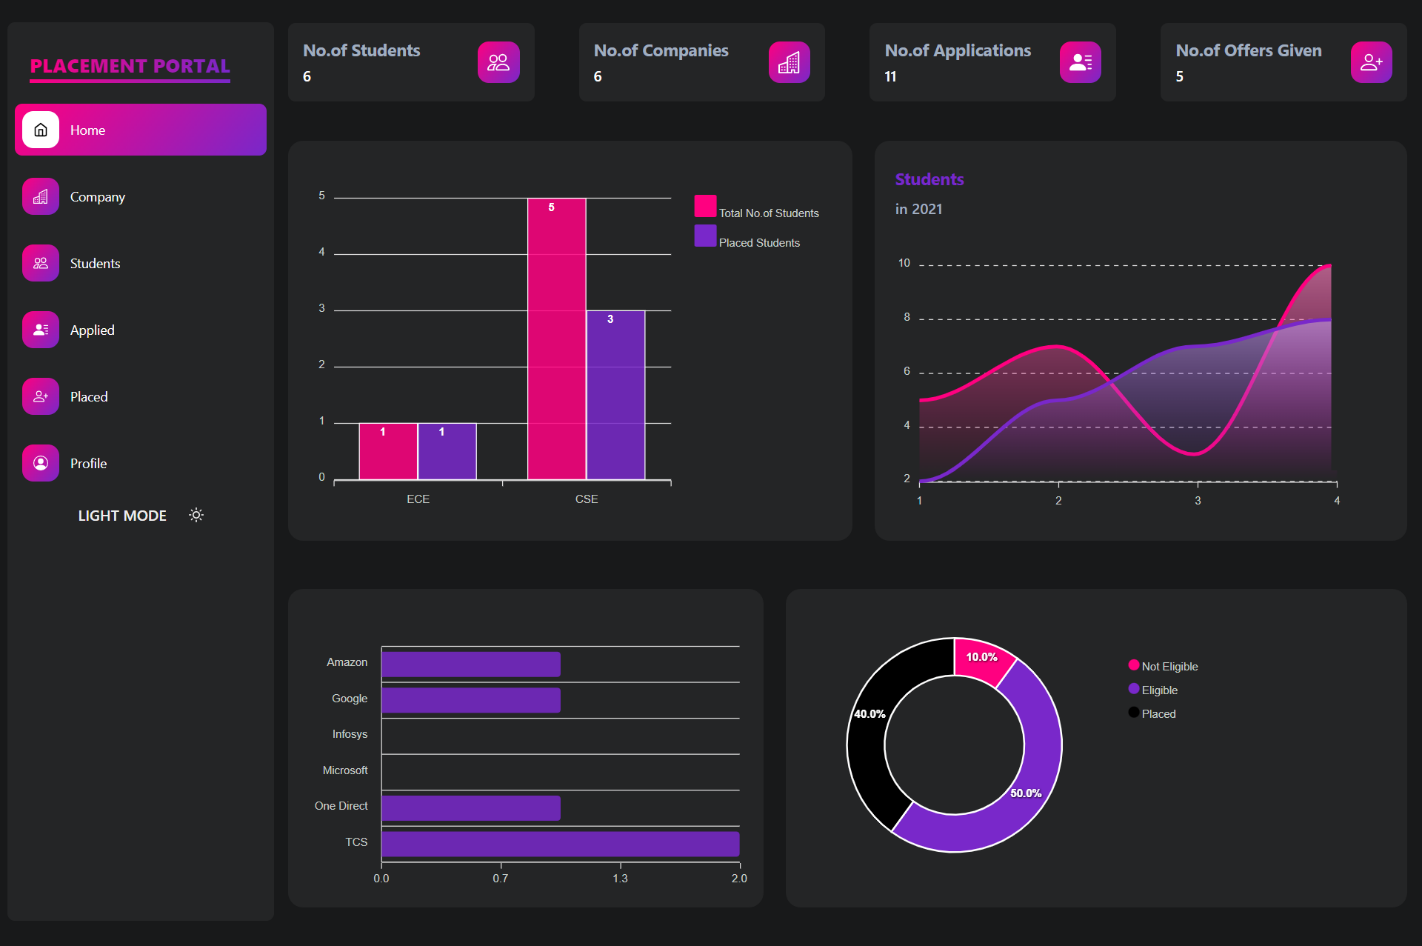 PLACEMENT PORTAL
Home
Company
Students
Applied
Placed
Profile
LIGHT MODE
No.of Students
6
No.of Companies
6
No.of Applications
11
No.of Offers Given
5
5
4
3
2
1
0
1
1
5
3
ECE
CSE
Total No.of Students
Placed Students
Students
in 2021
10
8
6
4
2
1
2
3
4
Amazon
Google
Infosys
Microsoft
One Direct
TCS
0.0
0.7
1.3
2.0
10.0%
40.0%
50.0%
Not Eligible
Eligible
Placed